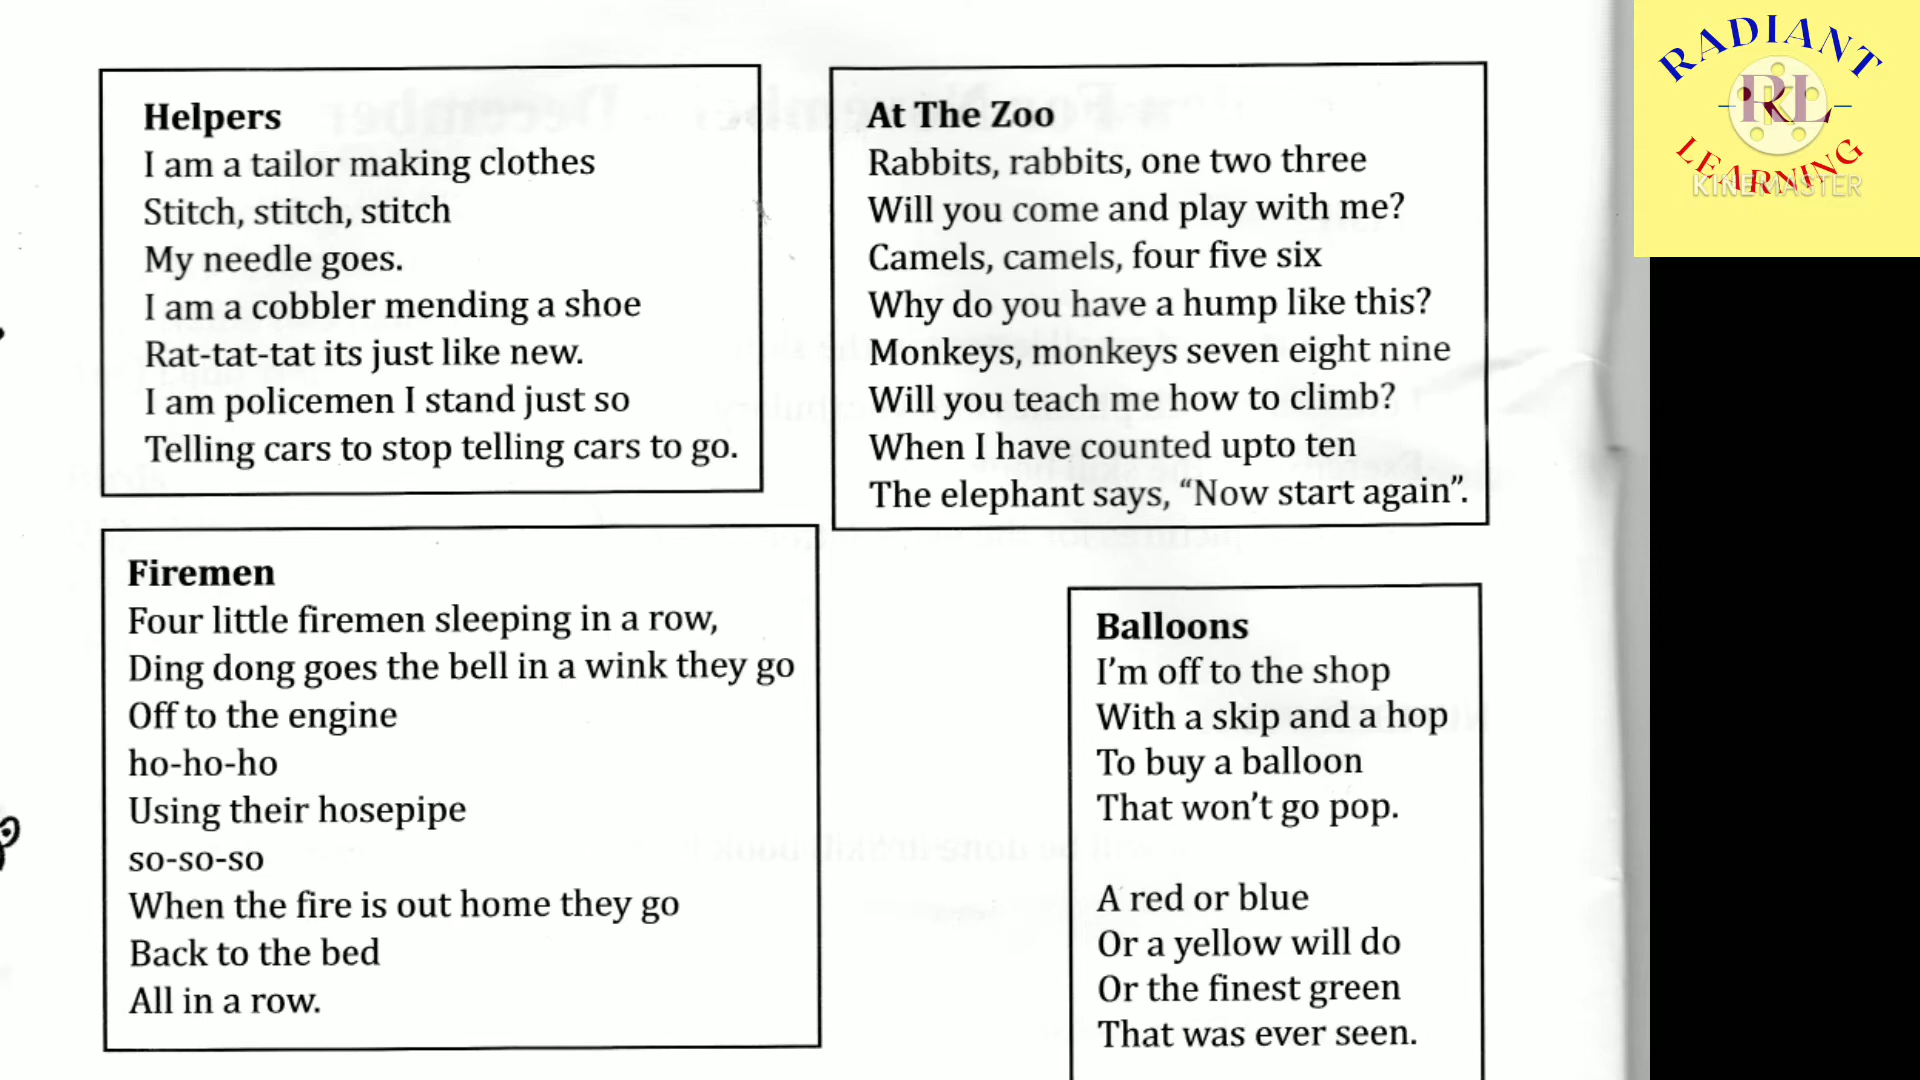 Helpers
I am a tailor making clothes
Stitch, stitch, stitch
My needle goes.
I am a cobbler mending a shoe
Rat-tat-tat its just like new.
I am policemen I stand just so
Telling cars to stop telling cars to go.
At The Zoo
Rabbits, rabbits, one two three
Will you come and play with me?
Camels, camels, four five six
Why do you have a hump like this?
Monkeys, monkeys seven eight nine
Will you teach me how to climb?
When I have counted upto ten
The elephant says, “Now start again”.
Firemen
Four little firemen sleeping in a row,
Ding dong goes the bell in a wink they go
Off to the engine
ho-ho-ho
Using their hosepipe
so-so-so
When the fire is out home they go
Back to the bed
All in a row.
Balloons
I’m off to the shop
With a skip and a hop
To buy a balloon
That won’t go pop.
A red or blue
Or a yellow will do
Or the finest green
That was ever seen.
RADIANT
RL
LEARNING
KINEMASTER